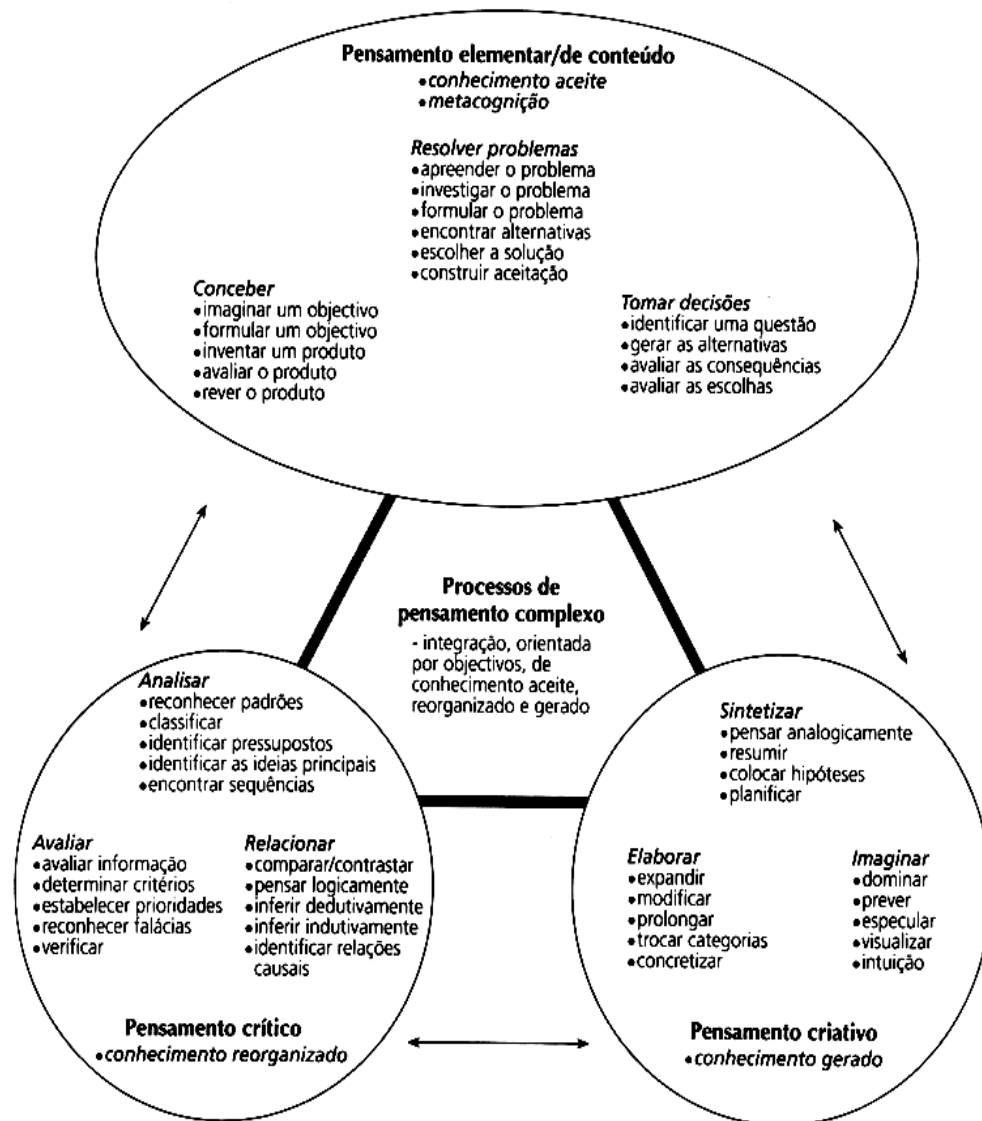 Pensamento elementar/de conteúdo
•conhecimento aceite
•metacognição
Resolver problemas
•apreender o problema
•investigar o problema
•formular o problema
•encontrar alternativas
•escolher a solução
•construir aceitação
Conceber
•imaginar um objectivo
•formular um objectivo
•inventar um produto
•avaliar o produto
•rever o produto
Tomar decisões
•identificar uma questão
•gerar as alternativas
•avaliar as consequências
•avaliar as escolhas
Processos de
pensamento complexo
- integração, orientada
por objectivos, de
conhecimento aceite,
reorganizado e gerado
Analisar
•reconhecer padrões
•classificar
•identificar pressupostos
•identificar as ideias principais
•encontrar sequências
Avaliar
•avaliar informação
•determinar critérios
•estabelecer prioridades
•reconhecer falácias
•verificar
Relacionar
•comparar/contrastar
•pensar logicamente
•inferir dedutivamente
•inferir indutivamente
•identificar relações
causais
Pensamento crítico
•conhecimento reorganizado
Sintetizar
•pensar analogicamente
•resumir
•colocar hipóteses
•planificar
Elaborar
•expandir
•modificar
•prolongar
•trocar categorias
•concretizar
Imaginar
•dominar
•prever
•especular
•visualizar
•intuição
Pensamento criativo
•conhecimento gerado